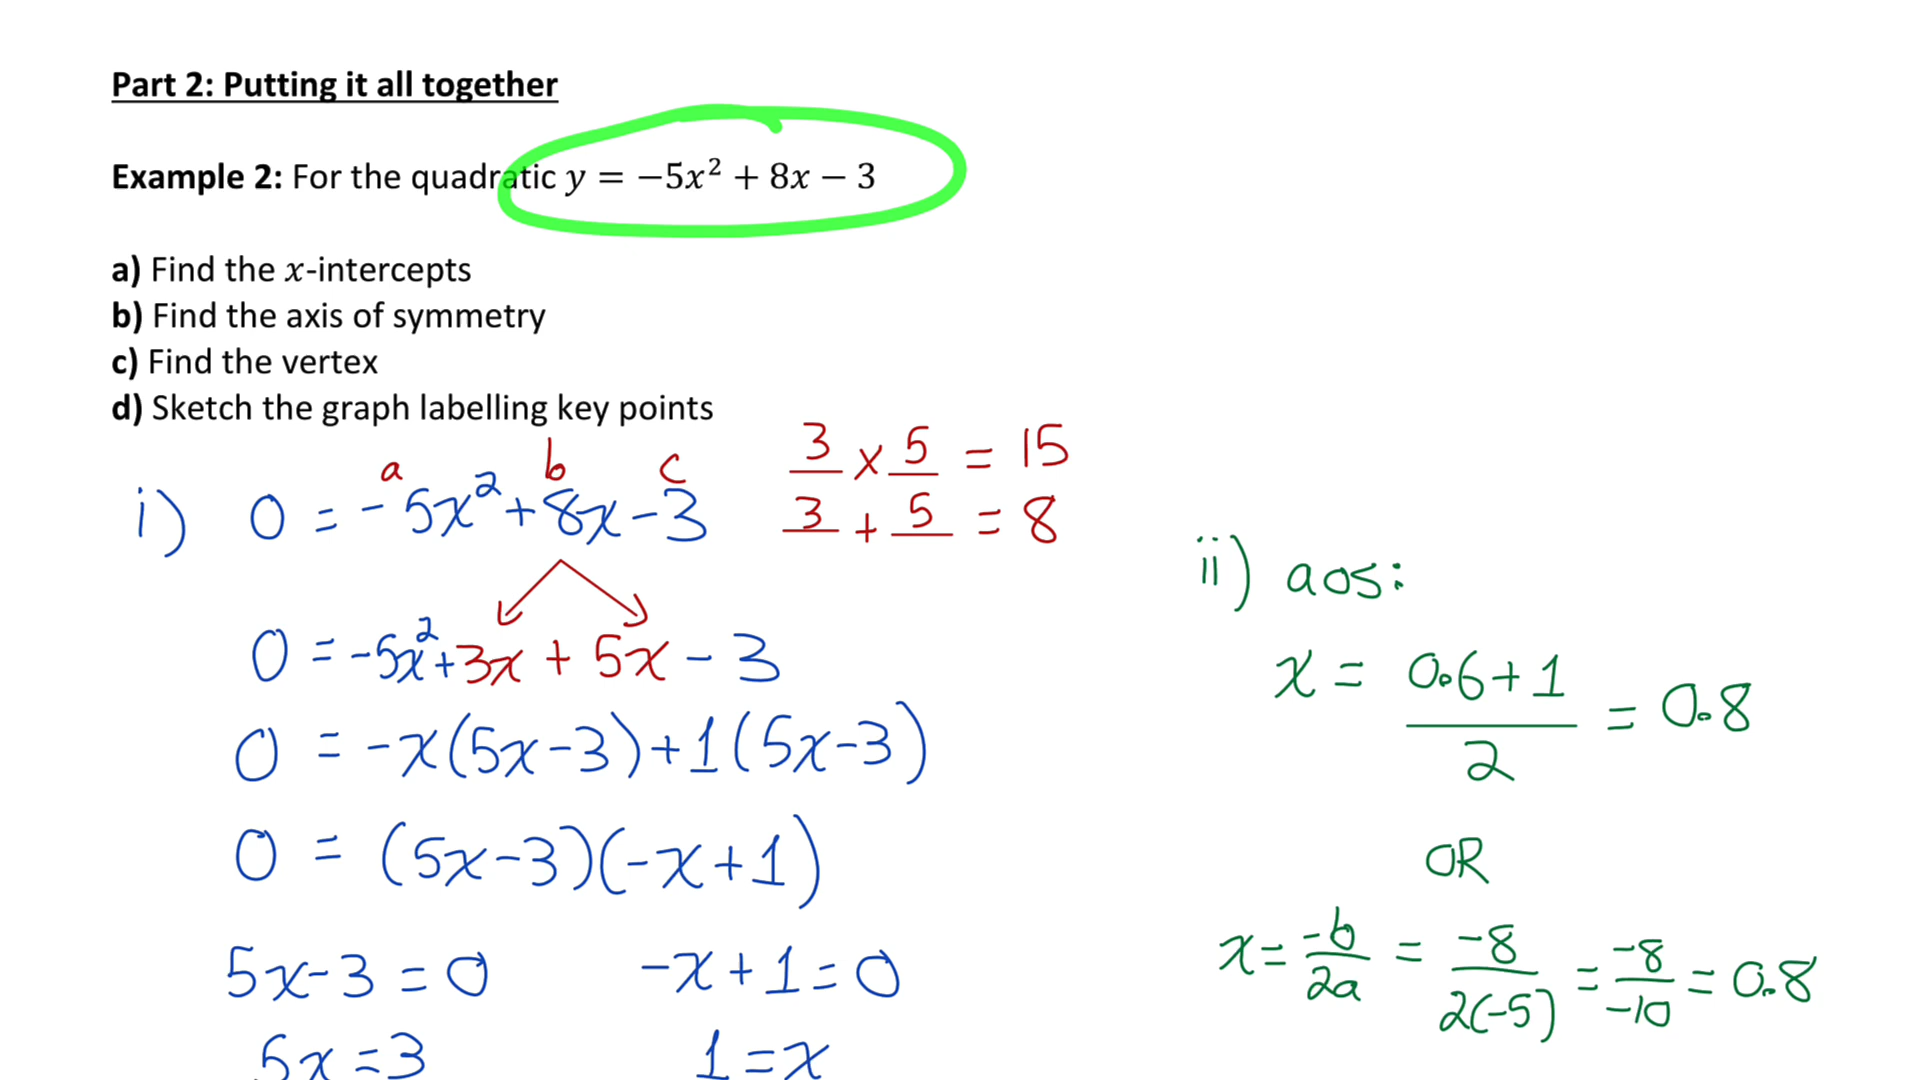 Part 2: Putting it all together
Example 2: For the quadratic y = −5x² + 8x − 3
a) Find the x-intercepts
b) Find the axis of symmetry
c) Find the vertex
d) Sketch the graph labelling key points
a b c
i) 0 = -5x² + 8x - 3
3 x 5 = 15
3 + 5 = 8
0 = -5x² + 3x + 5x - 3
0 = -x(5x-3) + 1(5x-3)
0 = (5x-3)(-x+1)
5x-3 = 0 -x+1 = 0
5x = 3 1 = x
ii) aos:
x = 0.6+1/2 = 0.8
OR
x = -b/2a = -8/2(-5) = -8/-10 = 0.8